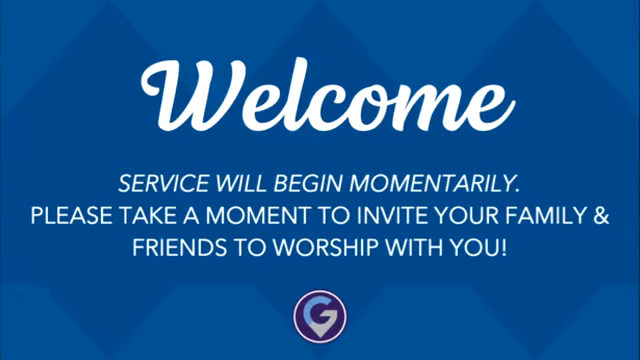 Welcome
SERVICE WILL BEGIN MOMENTARILY.
PLEASE TAKE A MOMENT TO INVITE YOUR FAMILY &
FRIENDS TO WORSHIP WITH YOU!
G